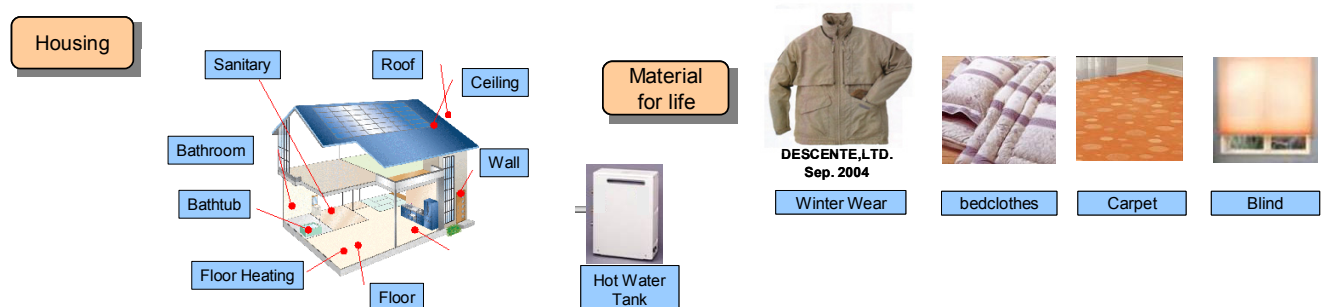 Housing
Sanitary
Roof
Ceiling
Bathroom
Wall
Bathtub
Floor Heating
Floor
Hot Water
Tank
Material
for life
DESCENTE,LTD.
Sep. 2004
Winter Wear
bedclothes
Carpet
Blind